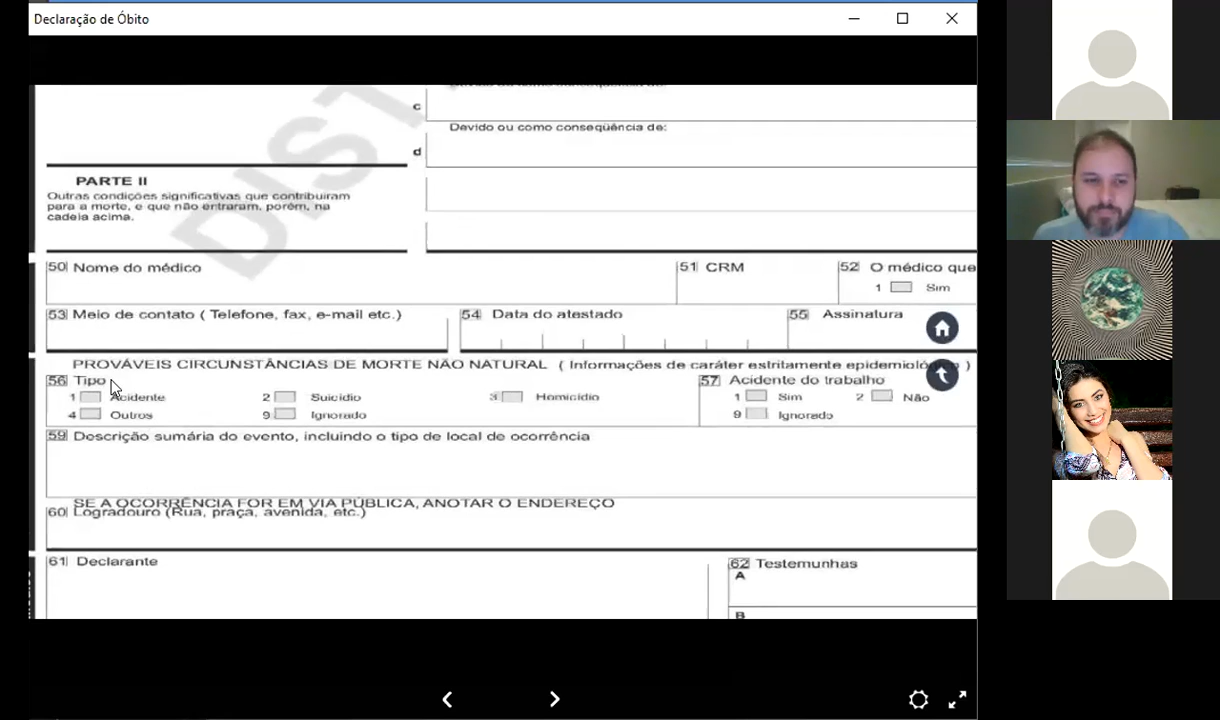 Declaração de Óbito
DIST
c
Devido ou como conseqüência de:
d
PARTE II
Outras condições significativas que contribuiram
para a morte, e que não entraram, porém, na
cadeia acima.
50 Nome do médico
51 CRM
52 O médico que
1 Sim
53 Meio de contato ( Telefone, fax, e-mail etc.)
54 Data do atestado
55 Assinatura
PROVÁVEIS CIRCUNSTÂNCIAS DE MORTE NÃO NATURAL ( Informações de caráter estritamente epidemiológ )
56 Tipo
1 Acidente 2 Suicídio 3 Homicídio
4 Outros 9 Ignorado
57 Acidente do trabalho
1 Sim 2 Não
9 Ignorado
59 Descrição sumária do evento, incluindo o tipo de local de ocorrência
SE A OCORRÊNCIA FOR EM VIA PÚBLICA, ANOTAR O ENDEREÇO
60 Logradouro (Rua, praça, avenida, etc.)
61 Declarante
62 Testemunhas
A
B